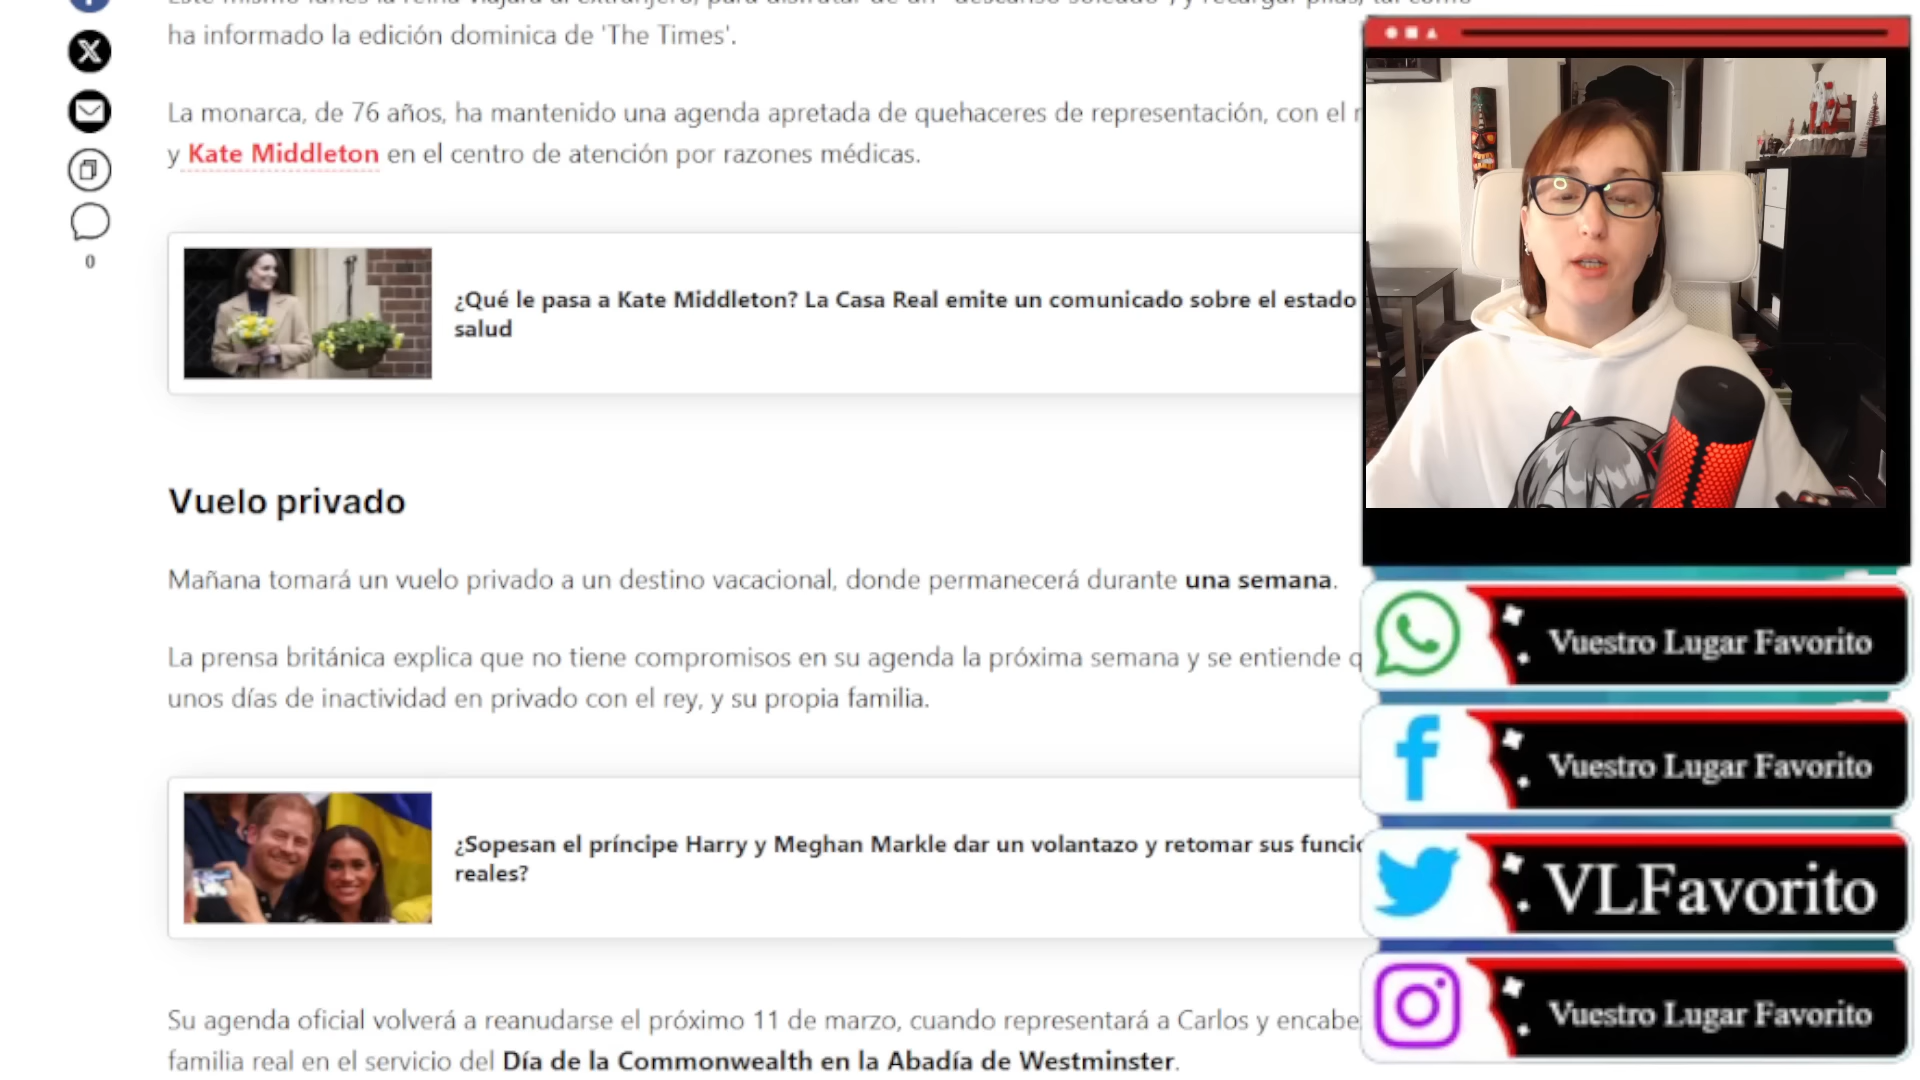 ha informado la edición dominica de 'The Times'.
La monarca, de 76 años, ha mantenido una agenda apretada de quehaceres de representación, con el
y Kate Middleton en el centro de atención por razones médicas.
0
¿Qué le pasa a Kate Middleton? La Casa Real emite un comunicado sobre el estado
salud
Vuelo privado
Mañana tomará un vuelo privado a un destino vacacional, donde permanecerá durante una semana.
La prensa británica explica que no tiene compromisos en su agenda la próxima semana y se entiende
unos días de inactividad en privado con el rey, y su propia familia.
¿Sopesan el príncipe Harry y Meghan Markle dar un volantazo y retomar sus
reales?
Su agenda oficial volverá a reanudarse el próximo 11 de marzo, cuando representará a Carlos y
familia real en el servicio del Día de la Commonwealth en la Abadía de Westminster.
Vuestro Lugar Favorito
Vuestro Lugar Favorito
VLFavorito
Vuestro Lugar Favorito